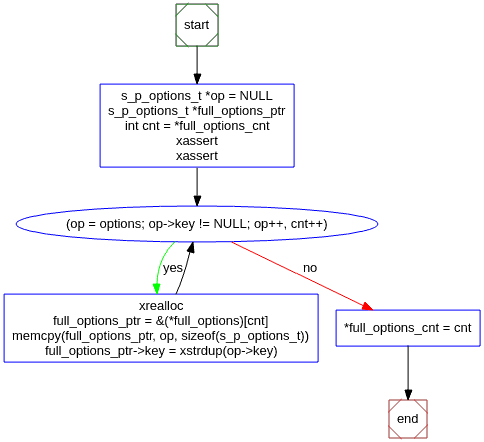 start
s_p_options_t *op = NULL
s_p_options_t *full_options_ptr
int cnt = *full_options_cnt
xassert
xassert
(op = options; op->key != NULL; op++, cnt++)
yes
no
xrealloc
full_options_ptr = &(*full_options)[cnt]
memcpy(full_options_ptr, op, sizeof(s_p_options_t))
full_options_ptr->key = xstrdup(op->key)
*full_options_cnt = cnt
end